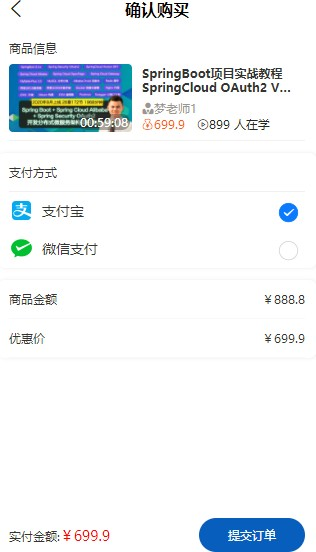 确认购买
商品信息
SpringBoot项目实战教程
SpringCloud OAuth2 V...
梦老师1
699.9 899 人在学
Spring Boot + Spring Cloud Alibaba
+ Spring Security OAuth2
00:59:08
支付方式
支付宝
微信支付
商品金额 ￥888.8
优惠价 ￥699.9
实付金额: ￥699.9 提交订单